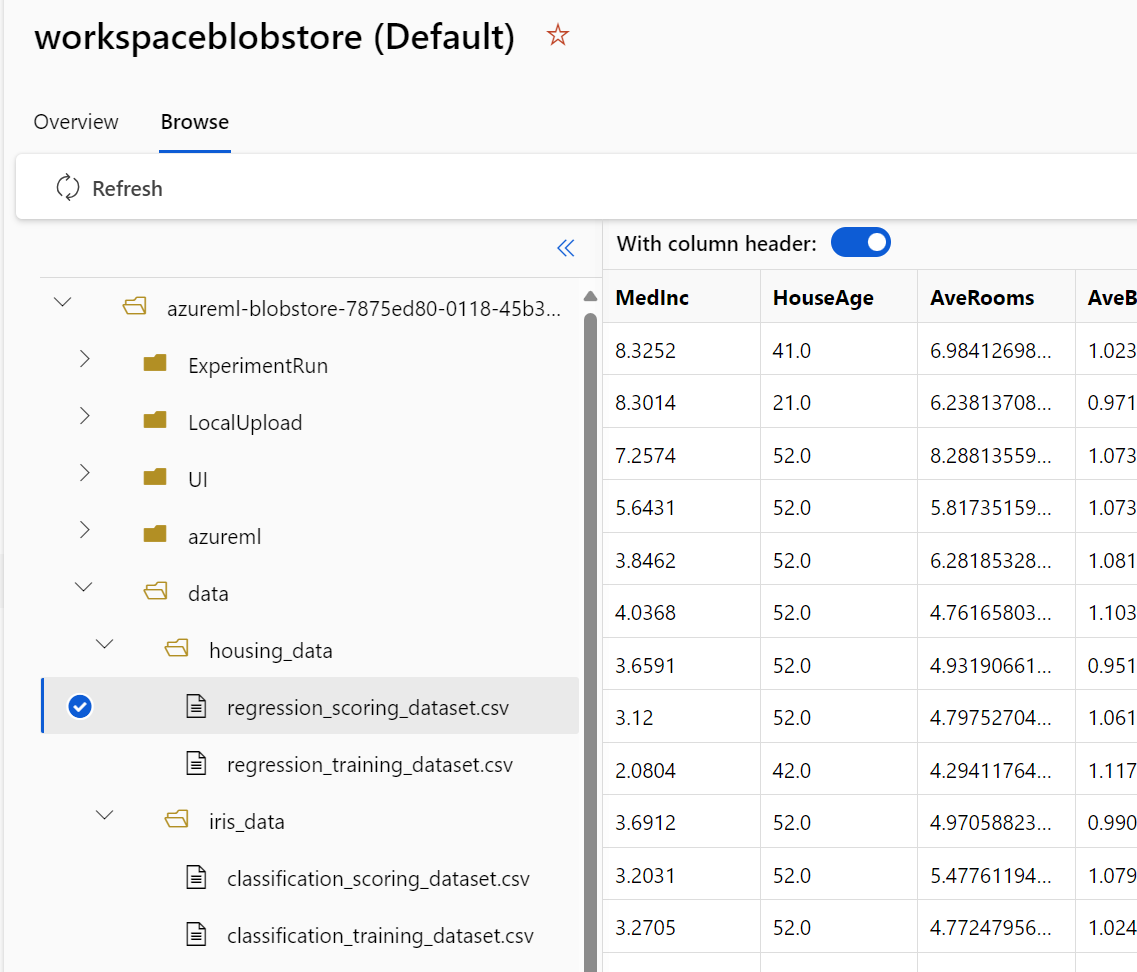 workspaceblobstore (Default)
Overview Browse
Refresh
azureml-blobstore-7875ed80-0118-45b3...
ExperimentRun
LocalUpload
UI
azureml
data
housing_data
regression_scoring_dataset.csv
regression_training_dataset.csv
iris_data
classification_scoring_dataset.csv
classification_training_dataset.csv
With column header:
MedInc HouseAge AveRooms AveB
8.3252 41.0 6.98412698... 1.023
8.3014 21.0 6.23813708... 0.971
7.2574 52.0 8.28813559... 1.073
5.6431 52.0 5.81735159... 1.073
3.8462 52.0 6.28185328... 1.081
4.0368 52.0 4.76165803... 1.103
3.6591 52.0 4.93190661... 0.951
3.12 52.0 4.79752704... 1.061
2.0804 42.0 4.29411764... 1.117
3.6912 52.0 4.97058823... 0.990
3.2031 52.0 5.47761194... 1.079
3.2705 52.0 4.77247956... 1.024